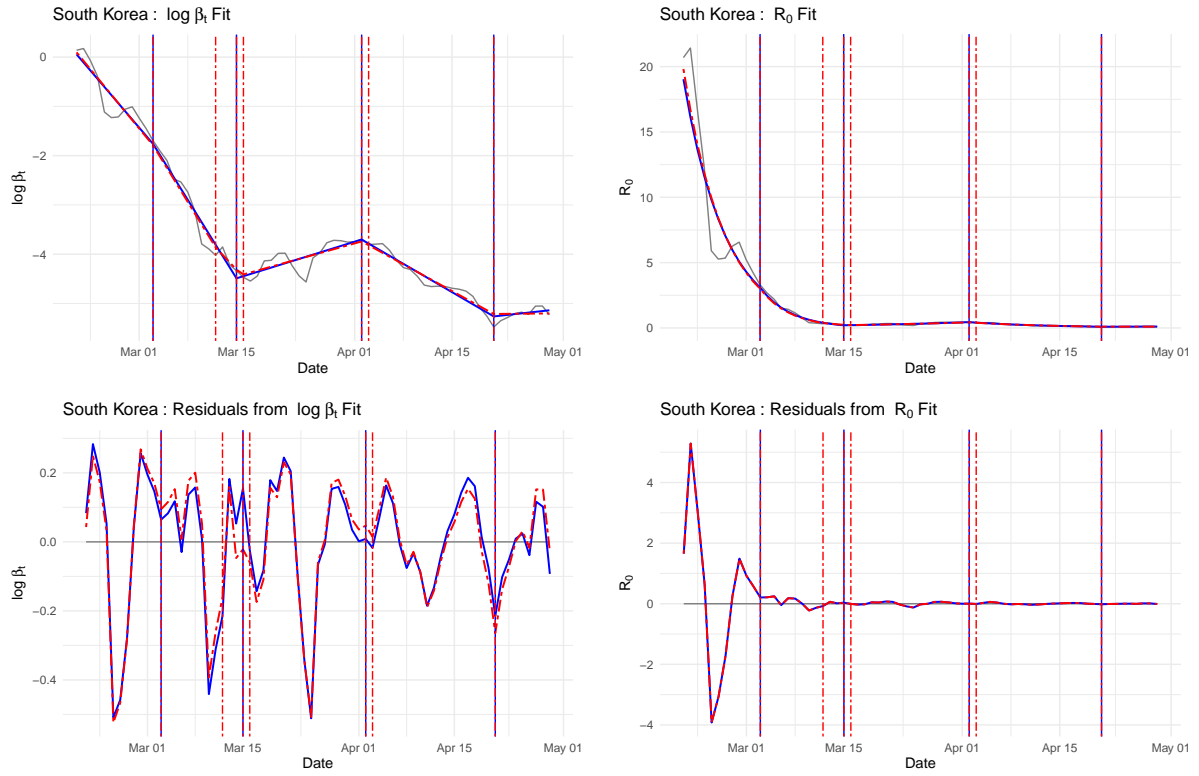 South Korea : log βt Fit
0
−2
−4
log βt
Mar 01
Mar 15
Apr 01
Apr 15
May 01
Date
South Korea : R0 Fit
20
15
10
5
0
R0
Mar 01
Mar 15
Apr 01
Apr 15
May 01
Date
South Korea : Residuals from log βt Fit
0.2
0.0
−0.2
−0.4
log βt
Mar 01
Mar 15
Apr 01
Apr 15
May 01
Date
South Korea : Residuals from R0 Fit
4
2
0
−2
−4
R0
Mar 01
Mar 15
Apr 01
Apr 15
May 01
Date